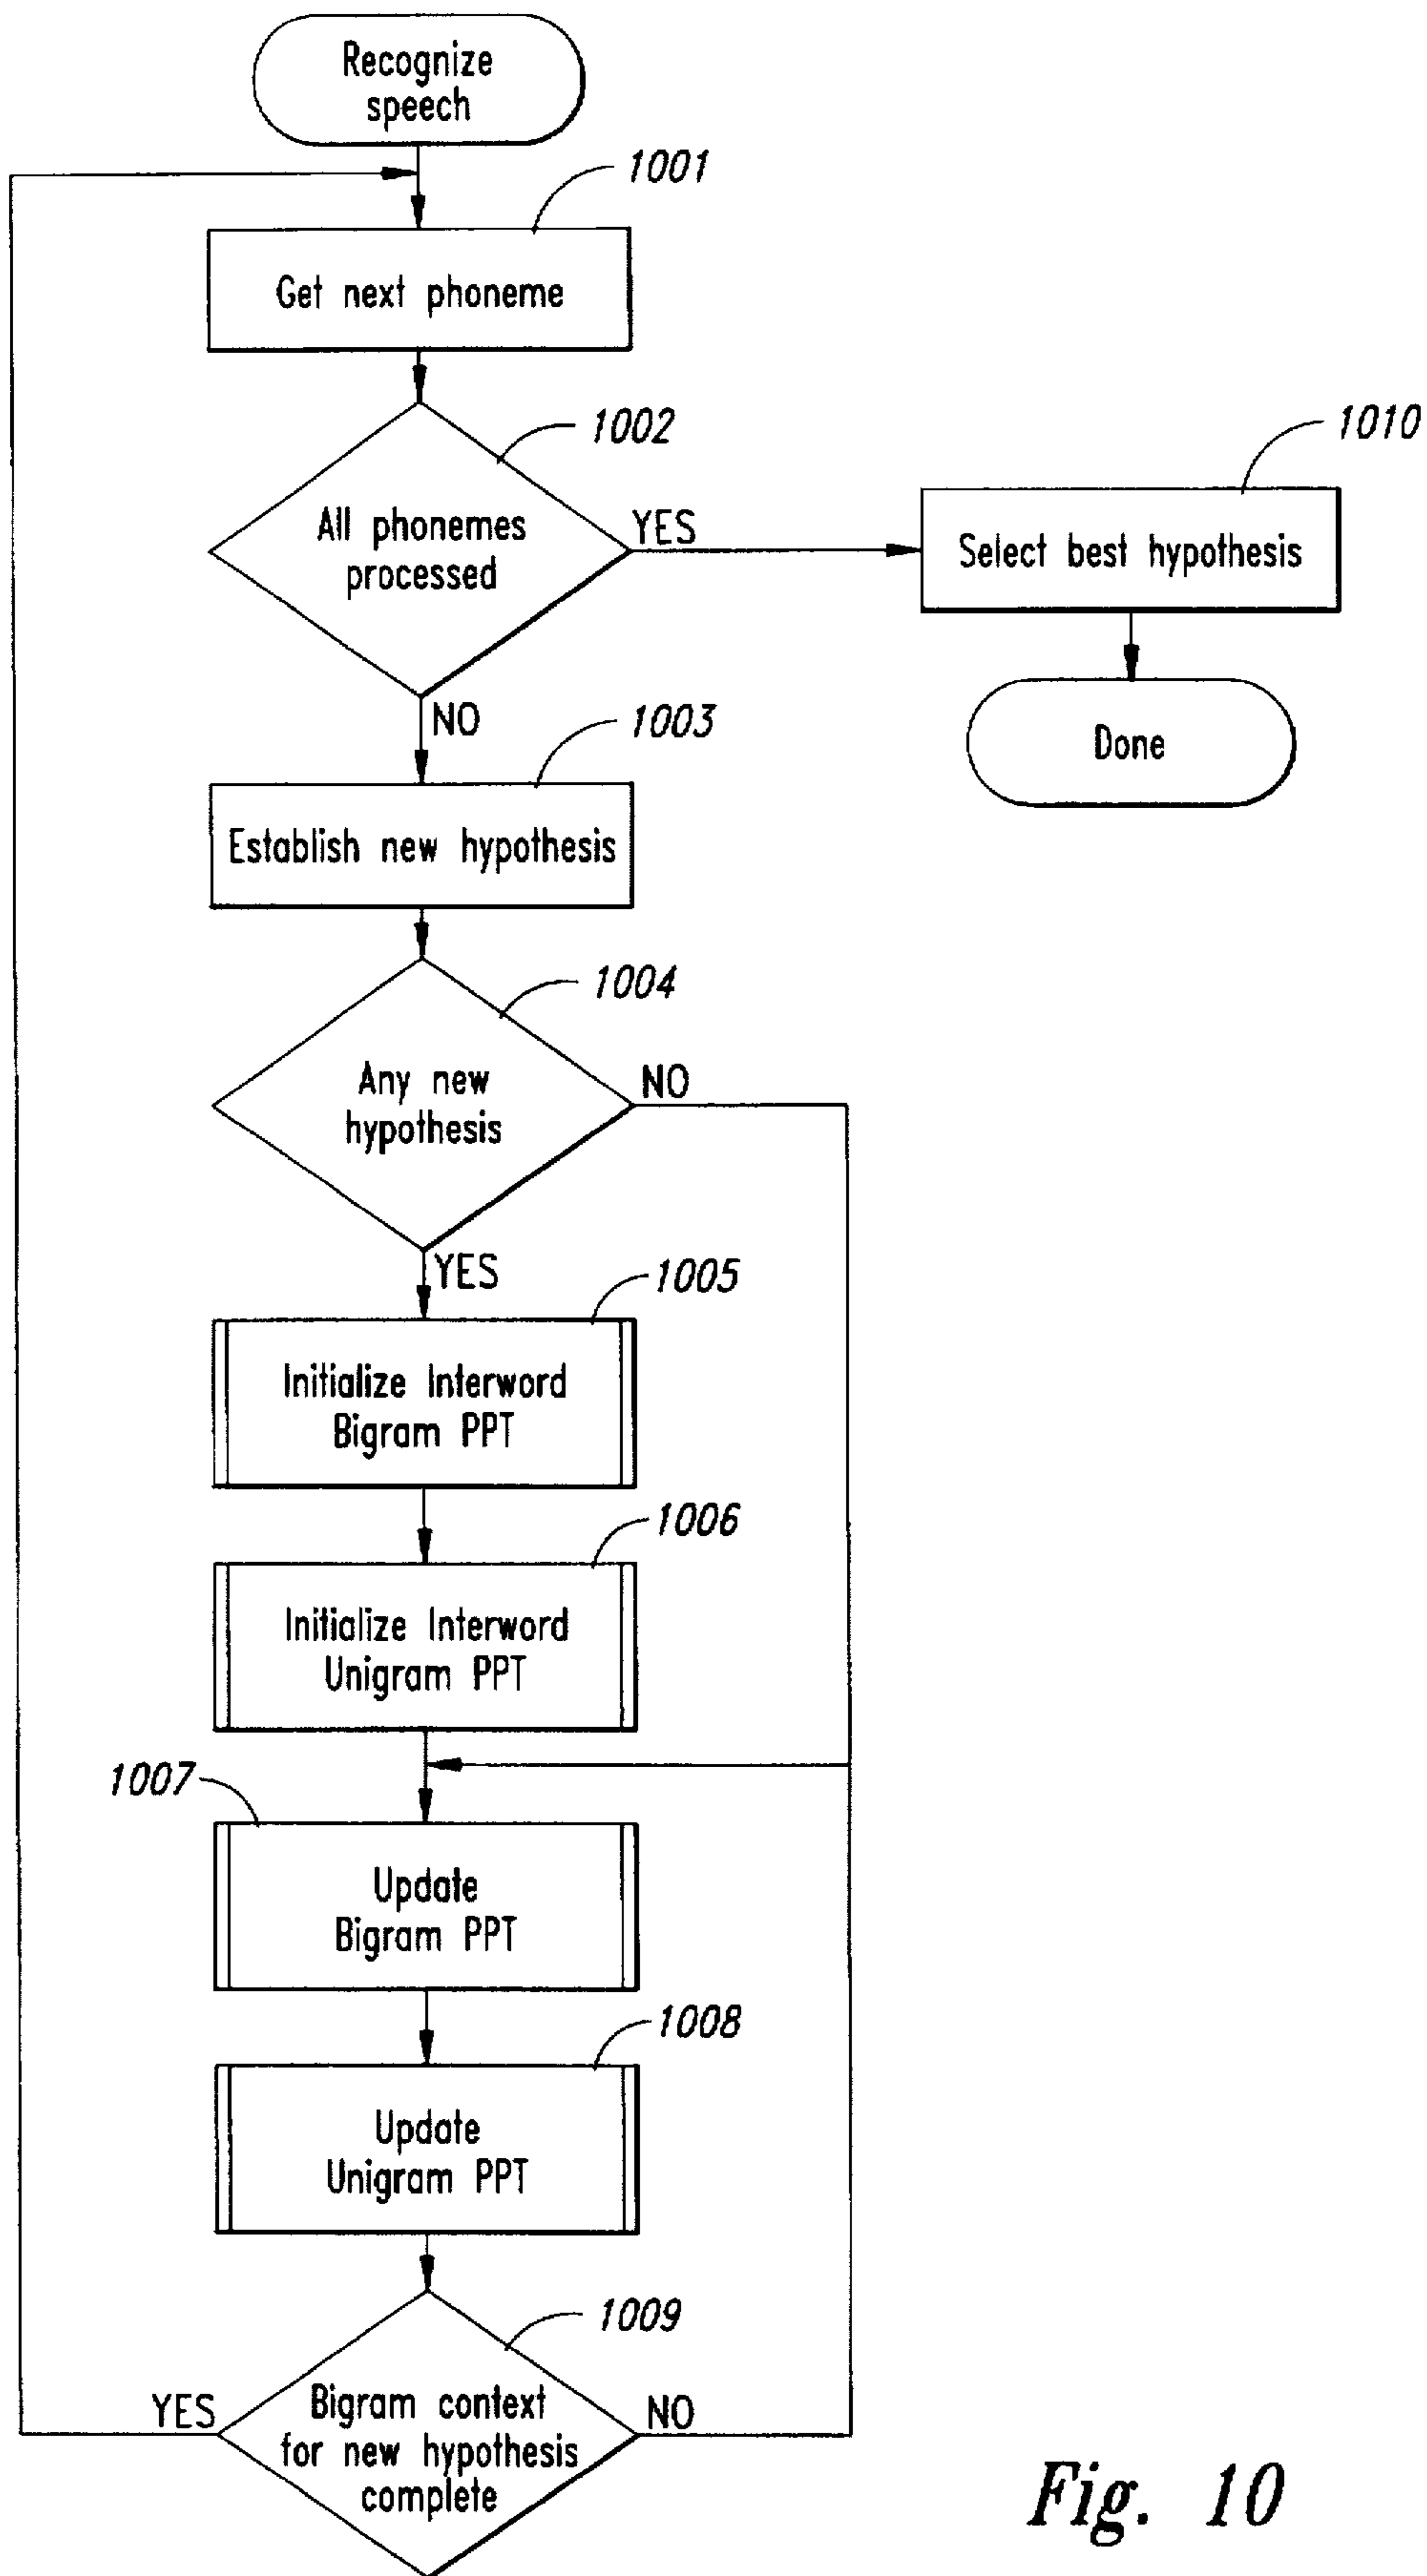 Recognize
speech
1001
Get next phoneme
1002
All phonemes
processed
YES
1010
Select best hypothesis
Done
NO
1003
Establish new hypothesis
1004
Any new
hypothesis
NO
YES
1005
Initialize Interword
Bigram PPT
1006
Initialize Interword
Unigram PPT
1007
Update
Bigram PPT
1008
Update
Unigram PPT
1009
YES
Bigram context
for new hypothesis
complete
NO
Fig. 10